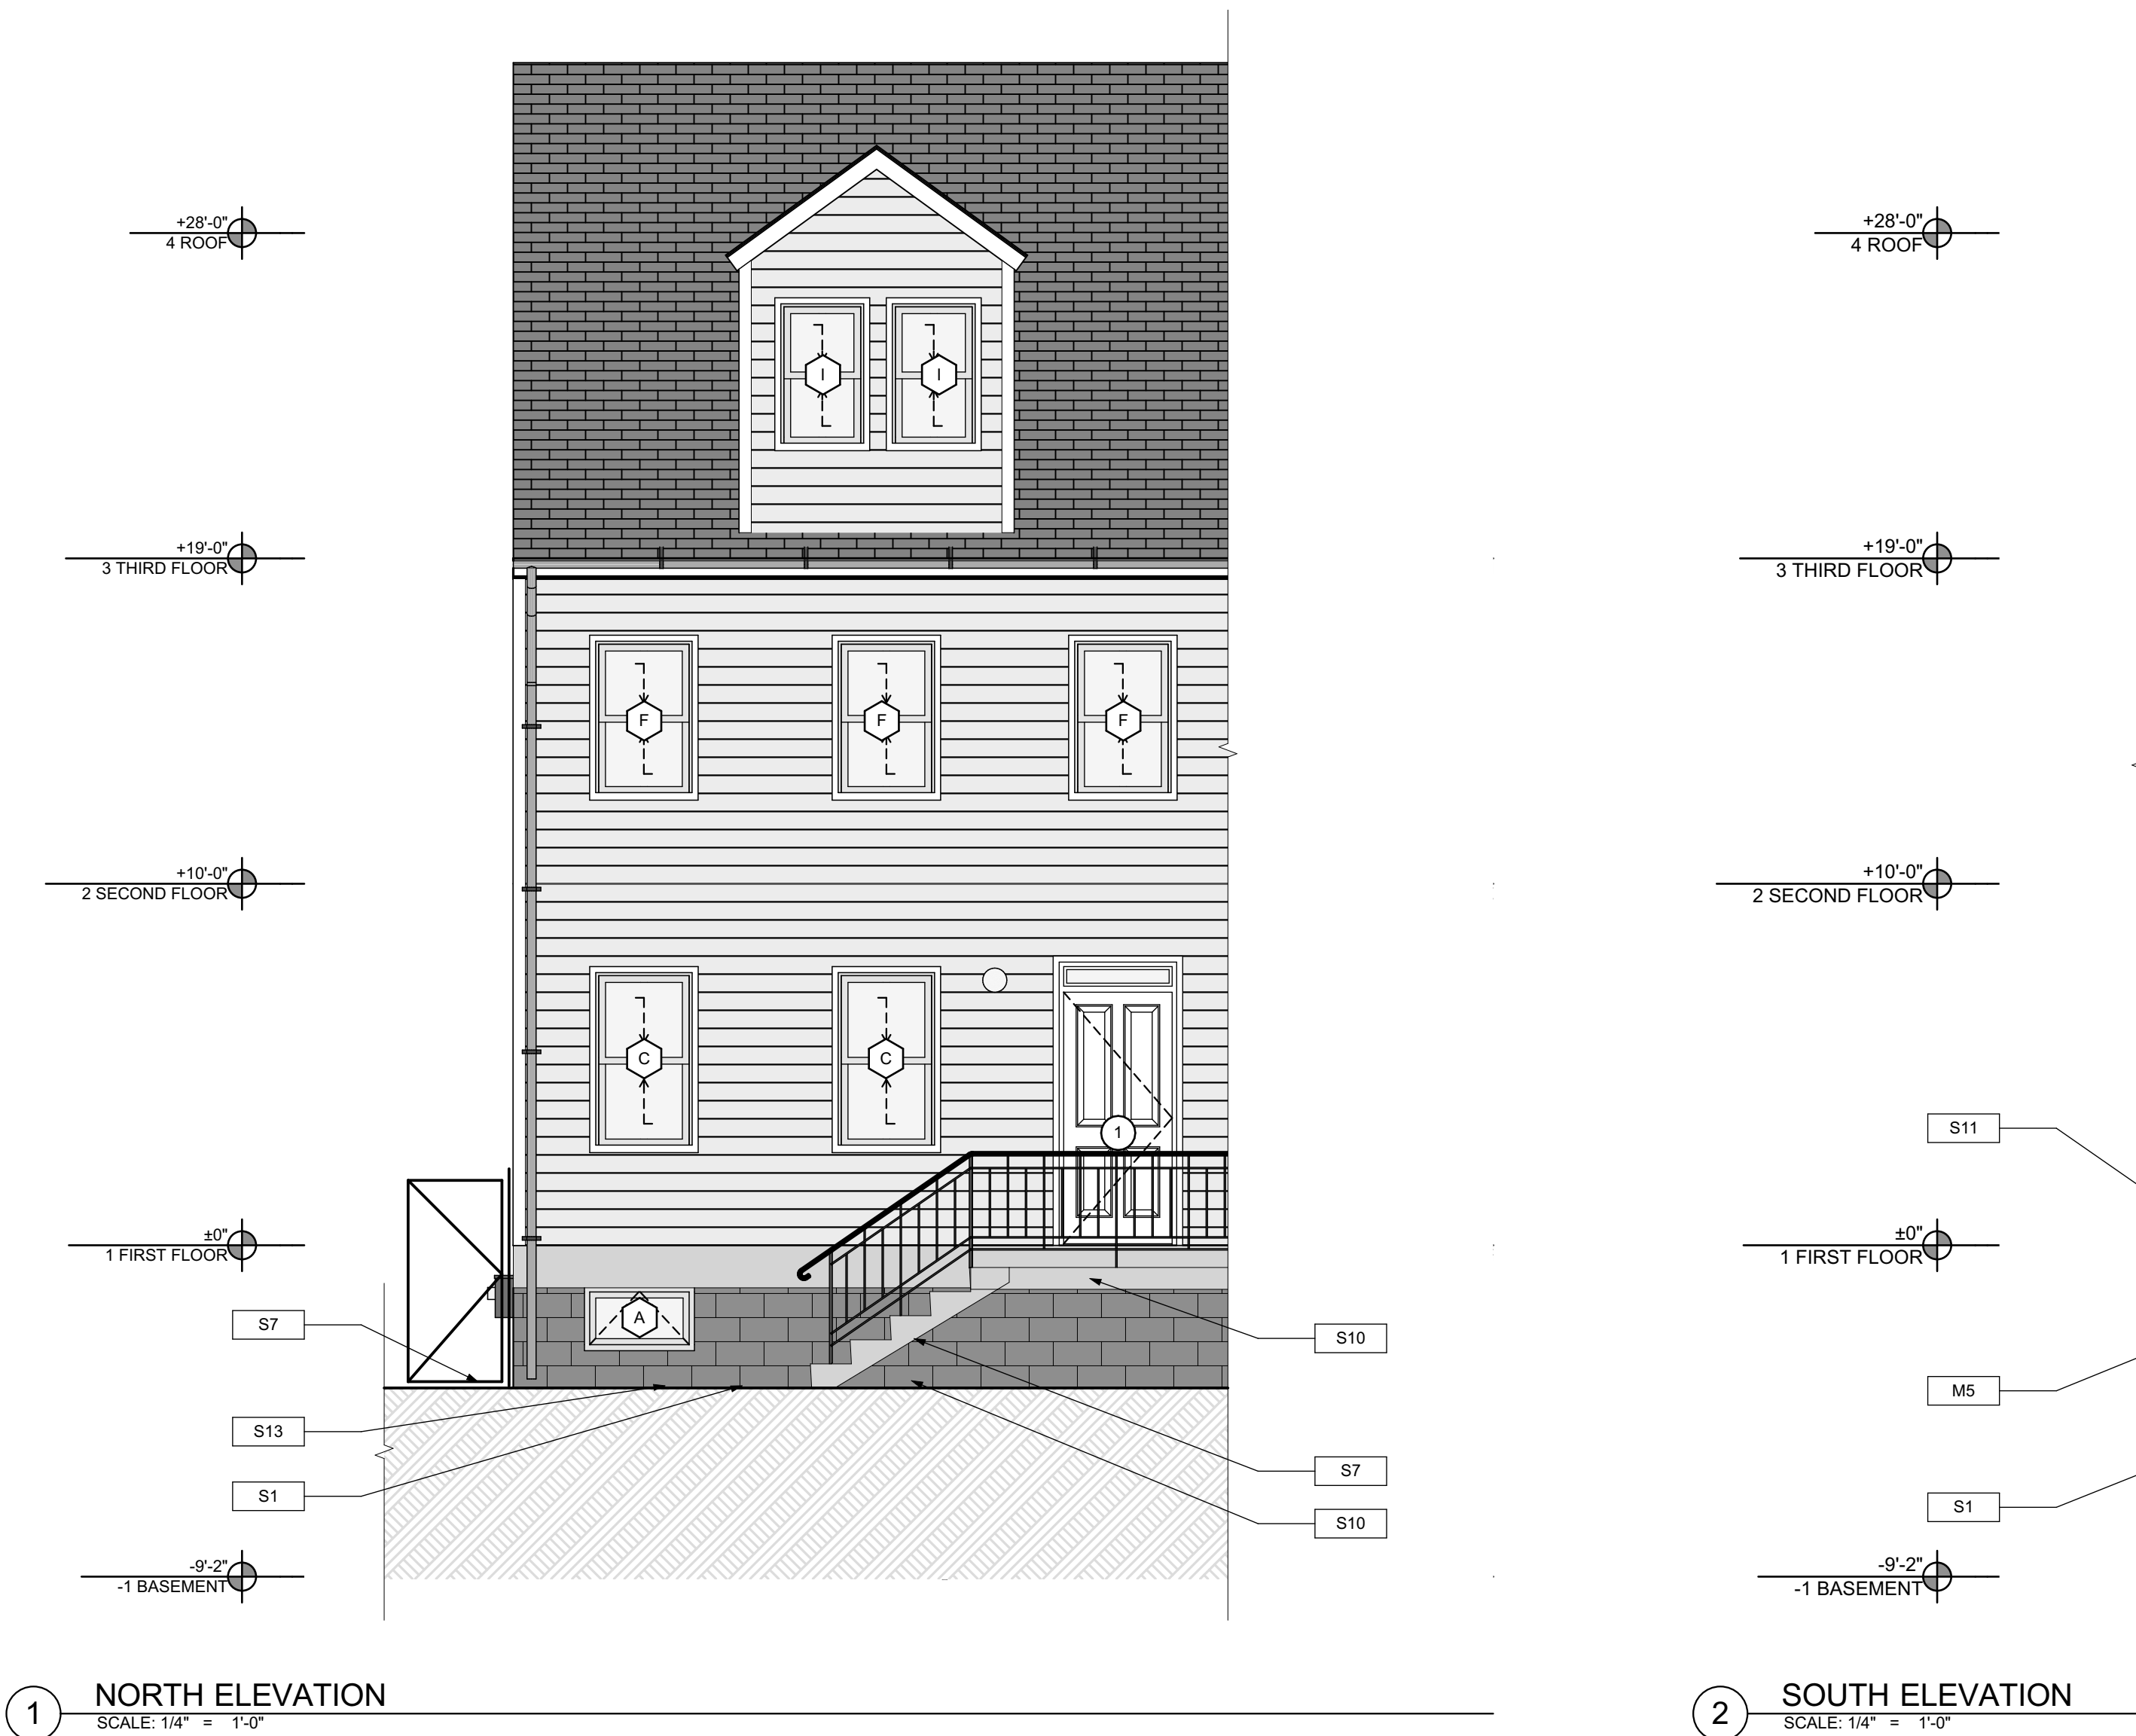 +28'-0"
4 ROOF
+19'-0"
3 THIRD FLOOR
+10'-0"
2 SECOND FLOOR
±0"
1 FIRST FLOOR
-9'-2"
-1 BASEMENT
I
I
F
F
F
C
C
1
A
S7
S13
S1
S10
S7
S10
1
NORTH ELEVATION
SCALE: 1/4" = 1'-0"
+28'-0"
4 ROOF
+19'-0"
3 THIRD FLOOR
+10'-0"
2 SECOND FLOOR
S11
±0"
1 FIRST FLOOR
M5
S1
-9'-2"
-1 BASEMENT
2
SOUTH ELEVATION
SCALE: 1/4" = 1'-0"